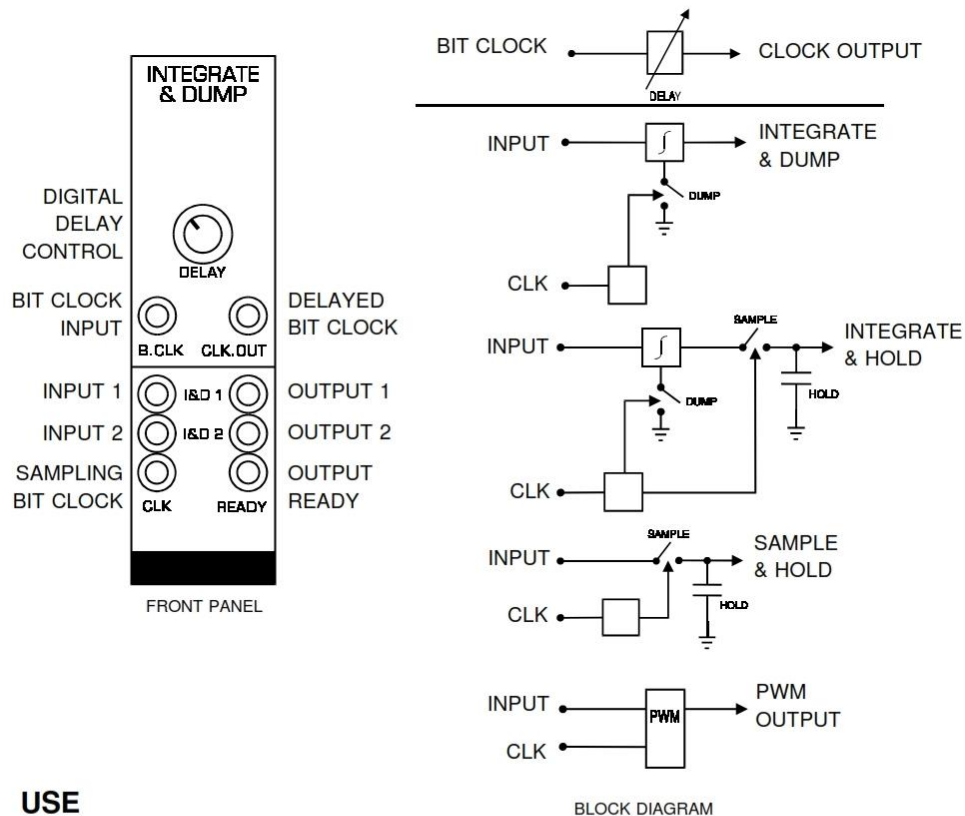 INTEGRATE
& DUMP
DIGITAL
DELAY
CONTROL
DELAY
BIT CLOCK
INPUT
DELAYED
BIT CLOCK
B.CLK CLK.OUT
INPUT 1 I&D 1 OUTPUT 1
INPUT 2 I&D 2 OUTPUT 2
SAMPLING
BIT CLOCK
OUTPUT
READY
CLK READY
FRONT PANEL
BIT CLOCK CLOCK OUTPUT
DELAY
INPUT ∫ INTEGRATE
& DUMP
DUMP
CLK
SAMPLE
INPUT ∫ INTEGRATE
& HOLD
DUMP HOLD
CLK
SAMPLE
INPUT SAMPLE
& HOLD
CLK HOLD
INPUT PWM
OUTPUT
PWM
CLK
USE
BLOCK DIAGRAM